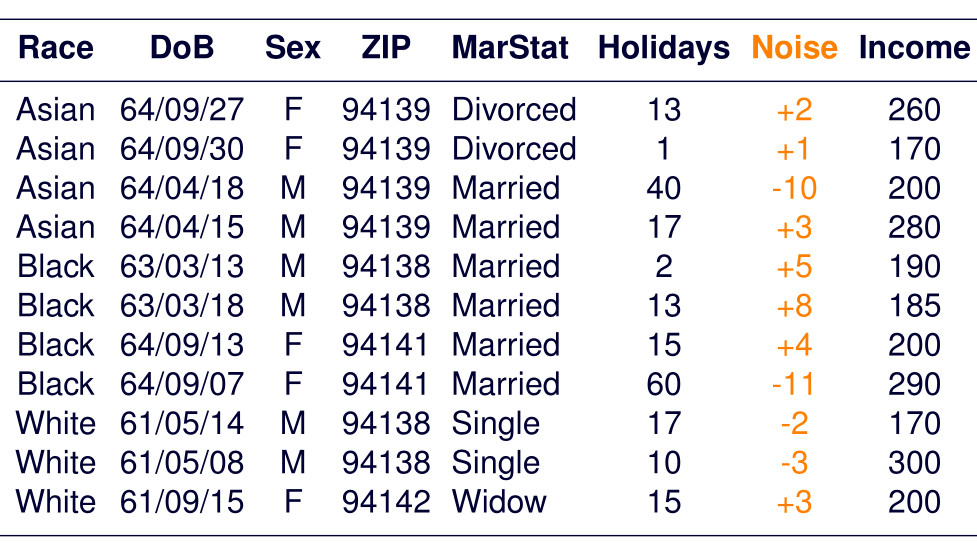 Race DoB Sex ZIP MarStat Holidays Noise Income
Asian 64/09/27 F 94139 Divorced 13 +2 260
Asian 64/09/30 F 94139 Divorced 1 +1 170
Asian 64/04/18 M 94139 Married 40 -10 200
Asian 64/04/15 M 94139 Married 17 +3 280
Black 63/03/13 M 94138 Married 2 +5 190
Black 63/03/18 M 94138 Married 13 +8 185
Black 64/09/13 F 94141 Married 15 +4 200
Black 64/09/07 F 94141 Married 60 -11 290
White 61/05/14 M 94138 Single 17 -2 170
White 61/05/08 M 94138 Single 10 -3 300
White 61/09/15 F 94142 Widow 15 +3 200